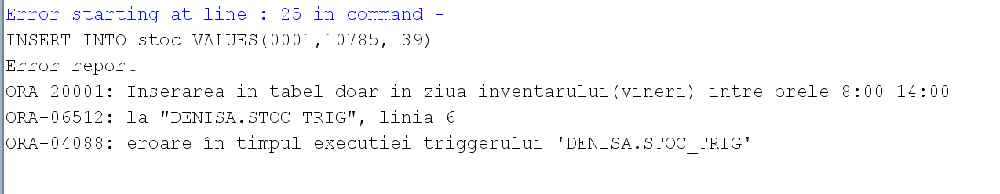 Error starting at line : 25 in command -
INSERT INTO stoc VALUES(0001,10785, 39)
Error report -
ORA-20001: Inserarea in tabel doar in ziua inventarului(vineri) intre orele 8:00-14:00
ORA-06512: la "DENISA.STOC_TRIG", linia 6
ORA-04088: eroare în timpul executiei triggerului 'DENISA.STOC_TRIG'